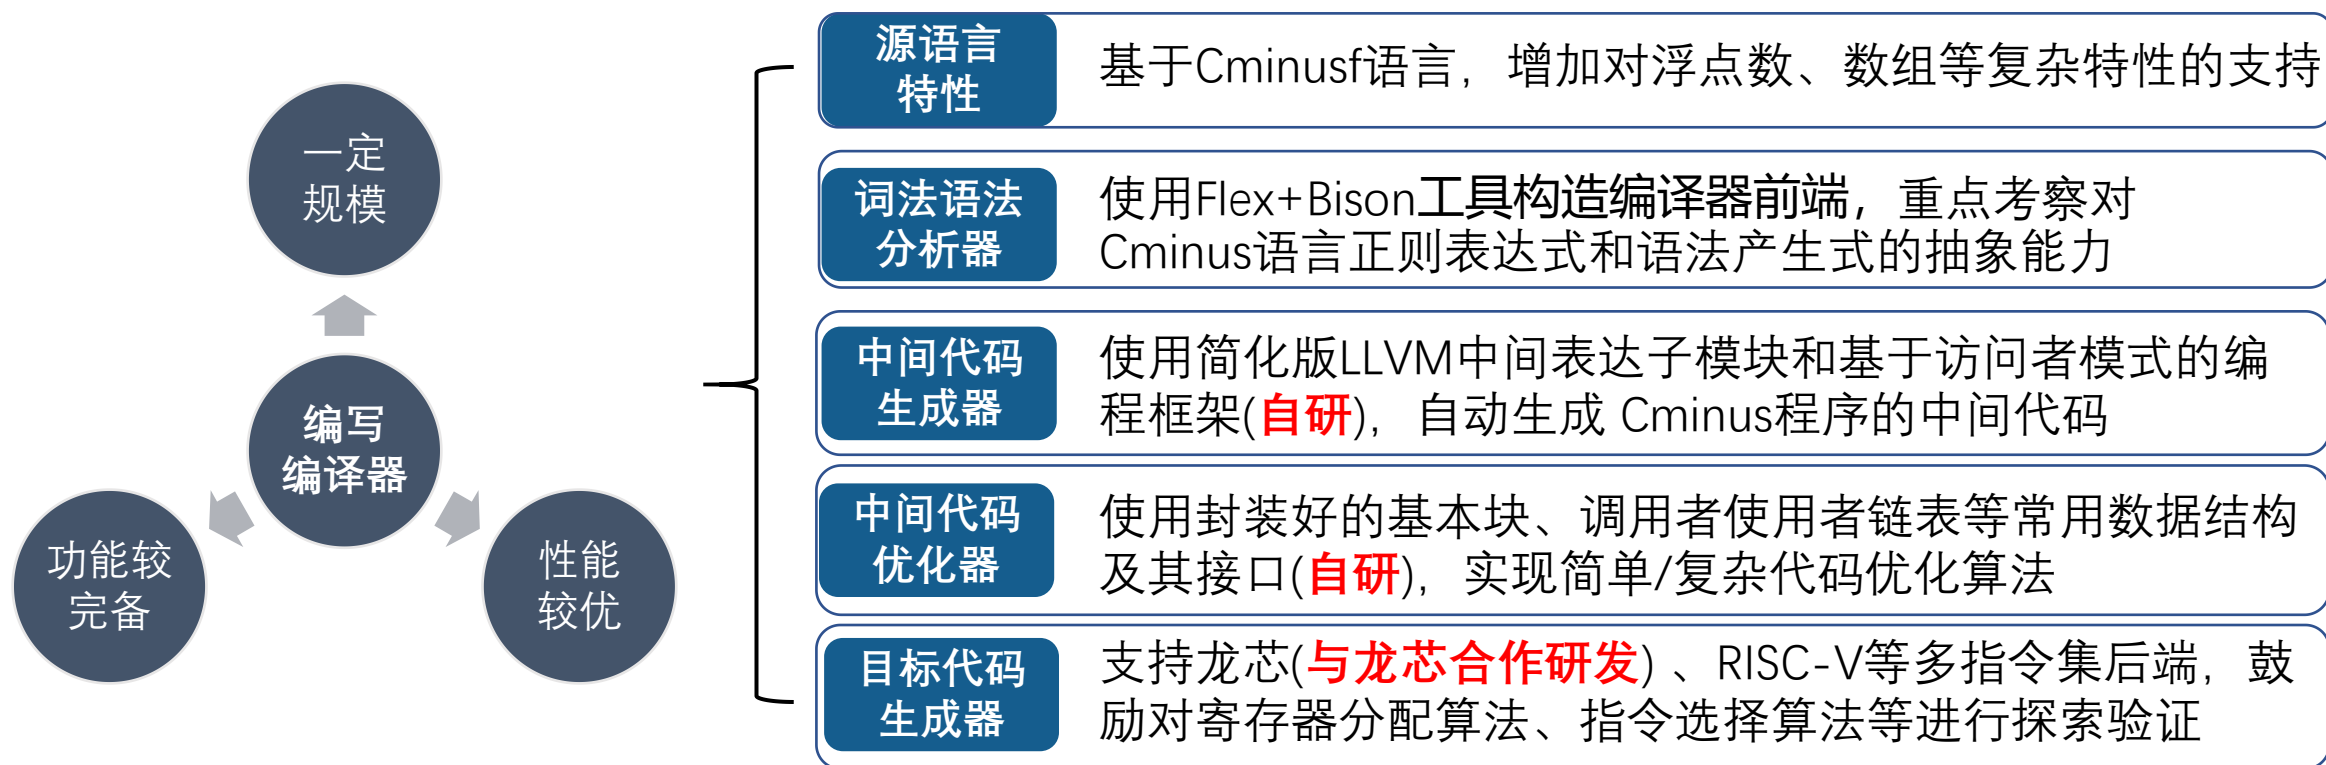 一定
规模
编写
编译器
功能较
完备
性能
较优
源语言
特性
基于Cminusf语言，增加对浮点数、数组等复杂特性的支持
词法语法
分析器
使用Flex+Bison工具构造编译器前端，重点考察对
Cminus语言正则表达式和语法产生式的抽象能力
中间代码
生成器
使用简化版LLVM中间表达子模块和基于访问者模式的编
程框架(自研)，自动生成 Cminus程序的中间代码
中间代码
优化器
使用封装好的基本块、调用者使用者链表等常用数据结构
及其接口(自研)，实现简单/复杂代码优化算法
目标代码
生成器
支持龙芯(与龙芯合作研发) 、RISC-V等多指令集后端，鼓
励对寄存器分配算法、指令选择算法等进行探索验证